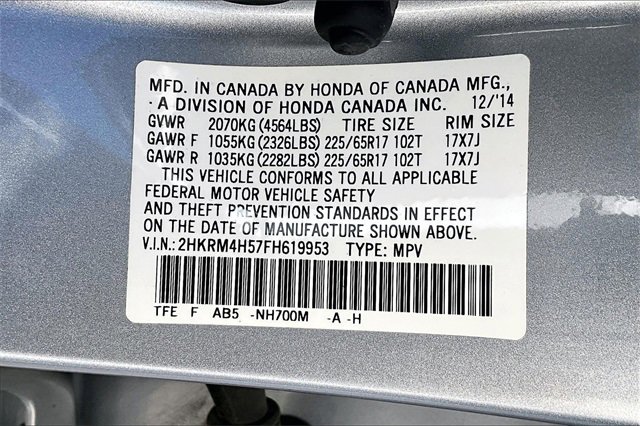 MFD. IN CANADA BY HONDA OF CANADA MFG.,
- A DIVISION OF HONDA CANADA INC. 12/'14
GVWR 2070KG(4564LBS) TIRE SIZE RIM SIZE
GAWR F 1055KG(2326LBS)225/65R17 102T 17X7J
GAWR R 1035KG(2282LBS)225/65R17 102T 17X7J
THIS VEHICLE CONFORMS TO ALL APPLICABLE
FEDERAL MOTOR VEHICLE SAFETY
AND THEFT PREVENTION STANDARDS IN EFFECT
ON THE DATE OF MANUFACTURE SHOWN ABOVE.
V.I.N.:2HKRM4H57FH619953 TYPE: MPV
TFE F AB5 -NH700M -A -H